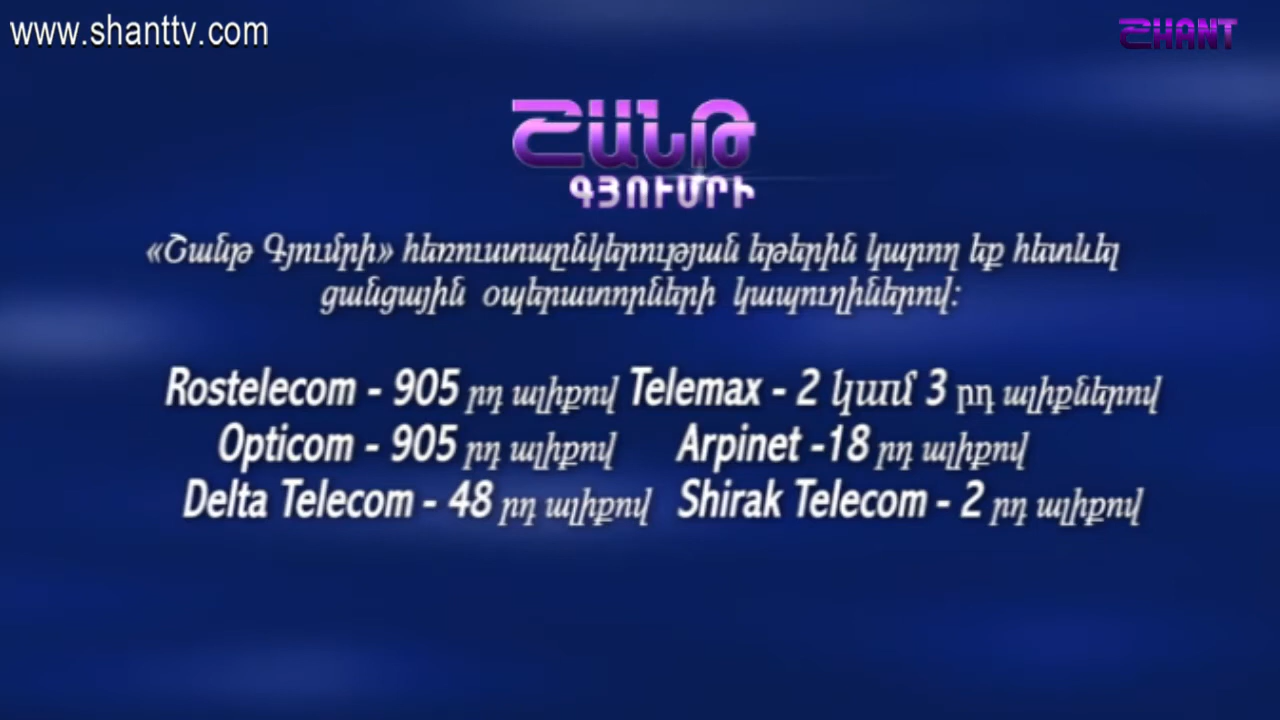 www.shanttv.com
SHANT
ՇԱՆԹ
ԳՅՈՒՄՐԻ
«Շանթ Գյումրի» հեռուստաընկերության եթերին կարող եք հետևել
ցանցային օպերատորների կապուղիներով:
Rostelecom - 905 րդ ալիքով Telemax - 2 կամ 3 րդ ալիքներով
Opticom - 905 րդ ալիքով Arpinet -18 րդ ալիքով
Delta Telecom - 48 րդ ալիքով Shirak Telecom - 2 րդ ալիքով